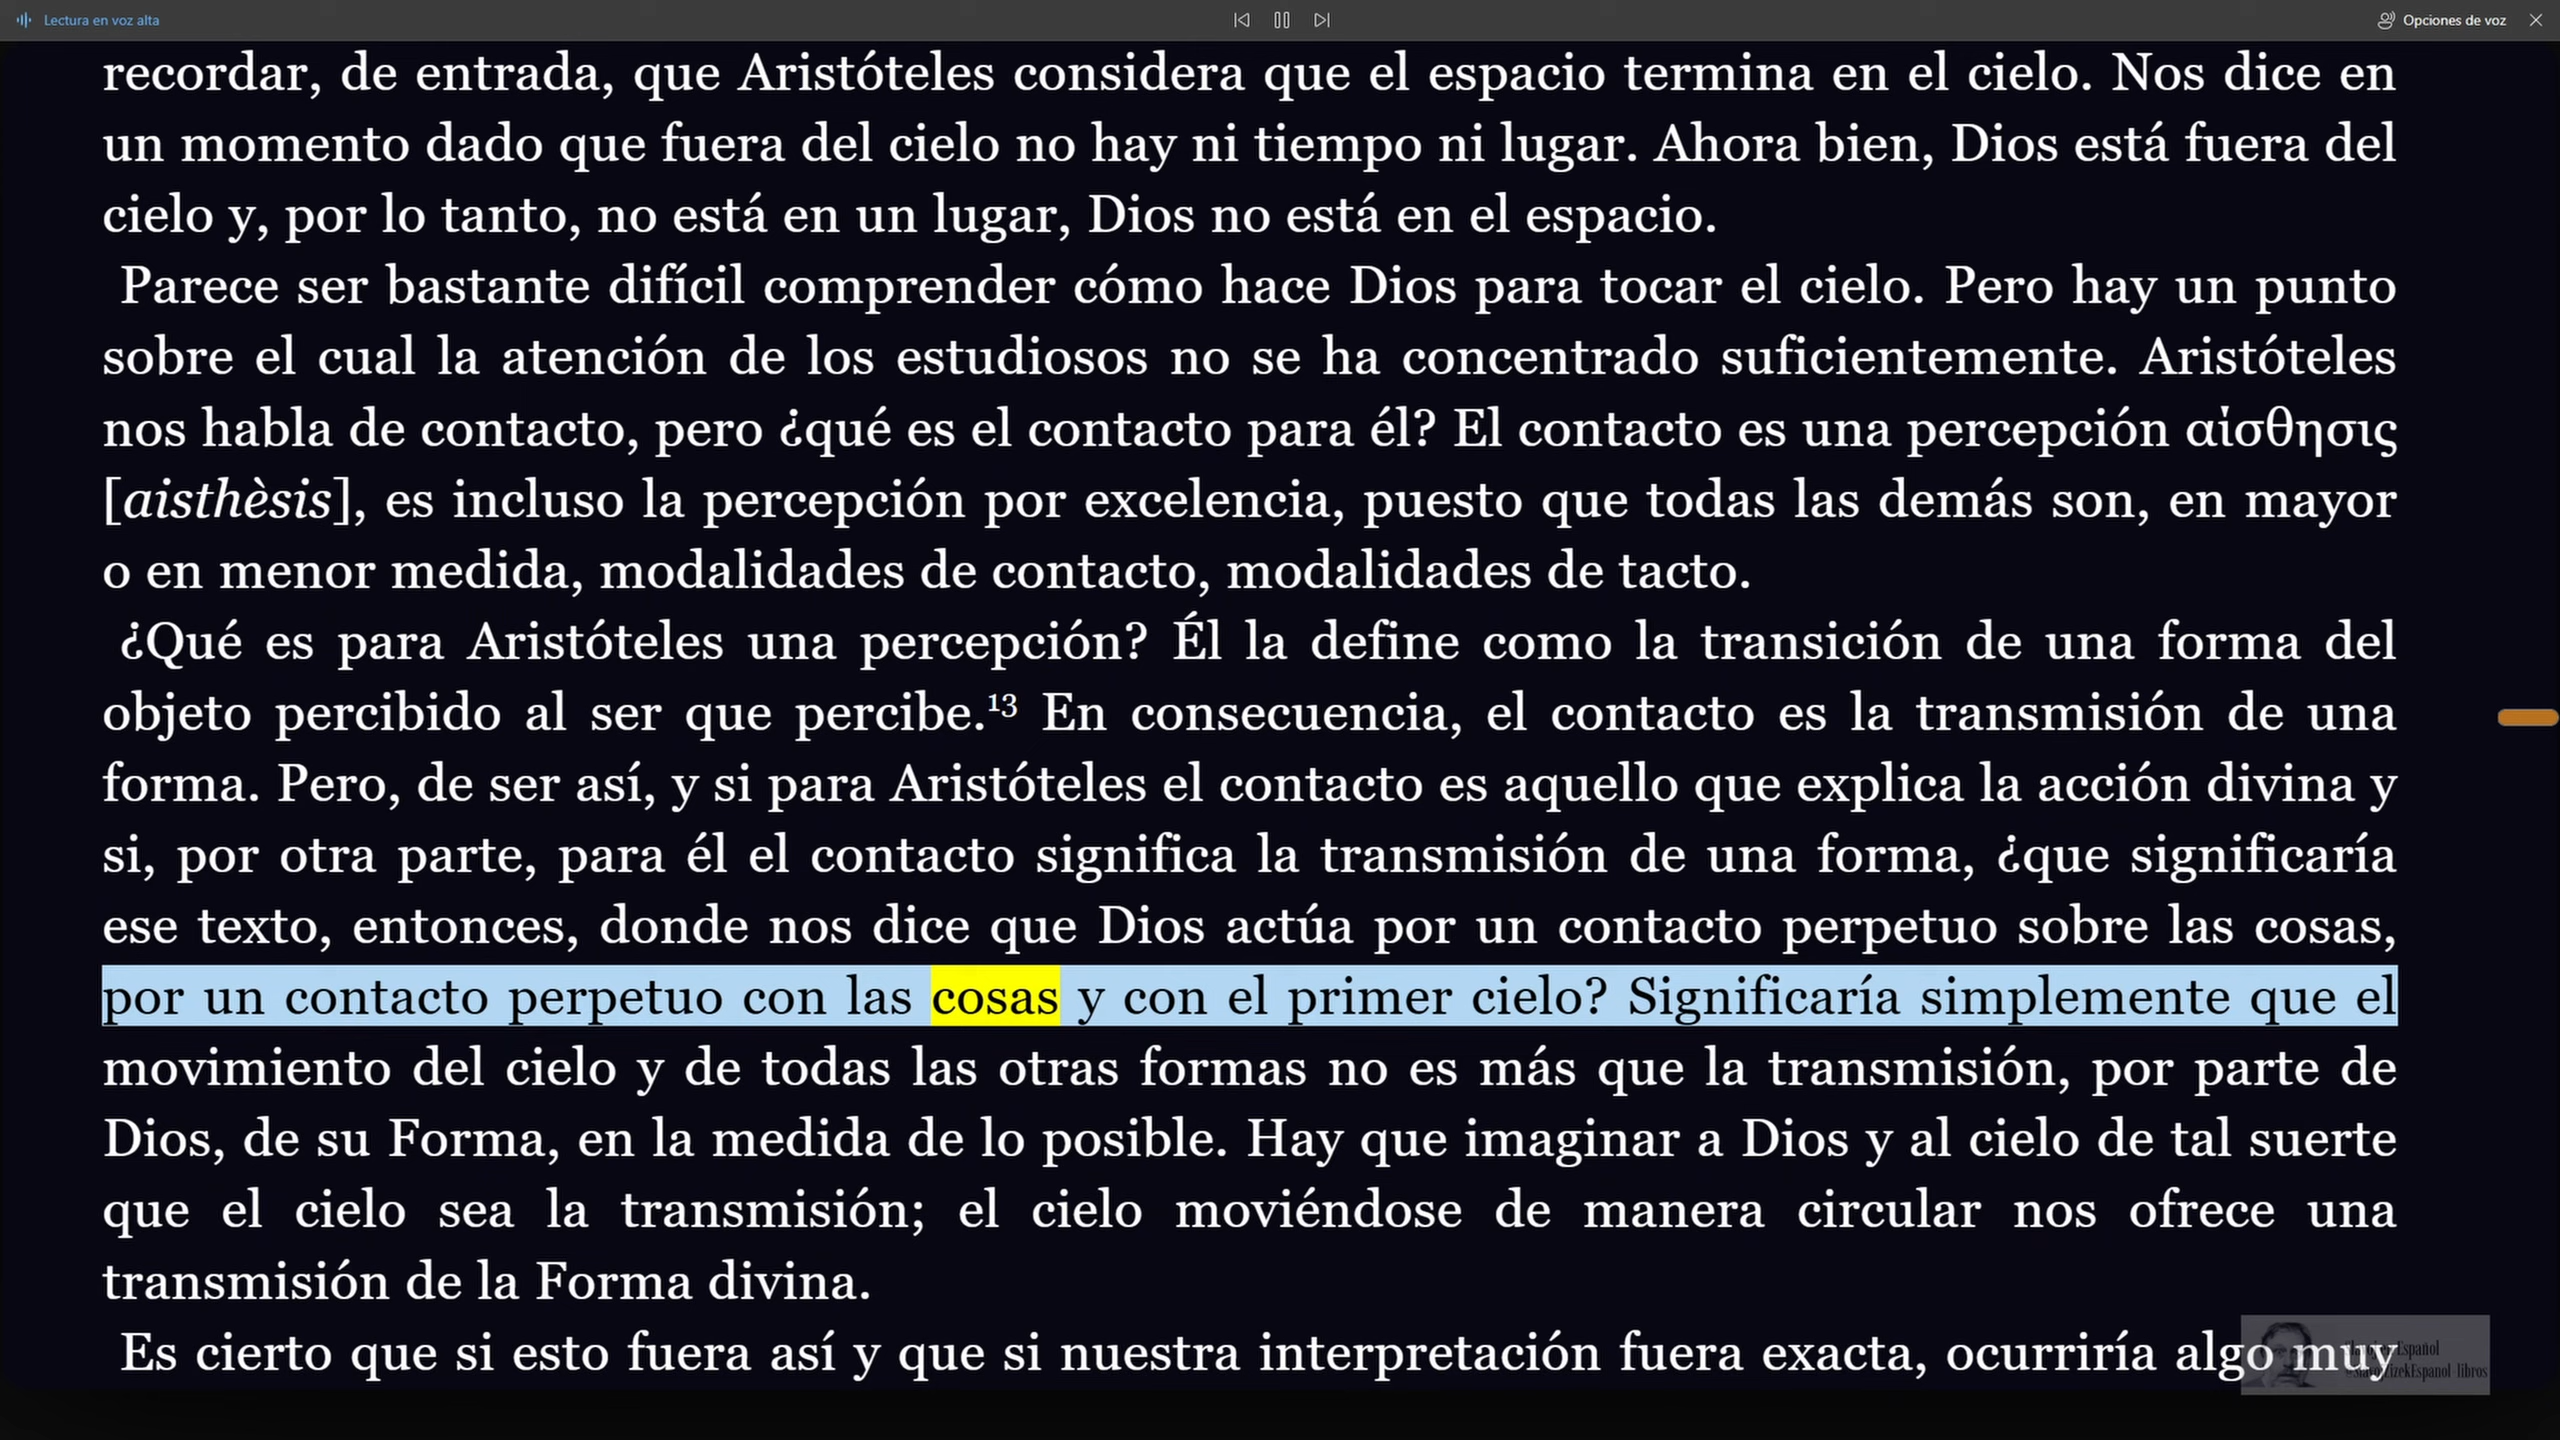 Lectura en voz alta
Opciones de voz
recordar, de entrada, que Aristóteles considera que el espacio termina en el cielo. Nos dice en
un momento dado que fuera del cielo no hay ni tiempo ni lugar. Ahora bien, Dios está fuera del
cielo y, por lo tanto, no está en un lugar, Dios no está en el espacio.
Parece ser bastante difícil comprender cómo hace Dios para tocar el cielo. Pero hay un punto
sobre el cual la atención de los estudiosos no se ha concentrado suficientemente. Aristóteles
nos habla de contacto, pero ¿qué es el contacto para él? El contacto es una percepción αἰσθησις
[aisthèsis], es incluso la percepción por excelencia, puesto que todas las demás son, en mayor
o en menor medida, modalidades de contacto, modalidades de tacto.
¿Qué es para Aristóteles una percepción? Él la define como la transición de una forma del
objeto percibido al ser que percibe.¹³ En consecuencia, el contacto es la transmisión de una
forma. Pero, de ser así, y si para Aristóteles el contacto es aquello que explica la acción divina y
si, por otra parte, para él el contacto significa la transmisión de una forma, ¿que significaría
ese texto, entonces, donde nos dice que Dios actúa por un contacto perpetuo sobre las cosas,
por un contacto perpetuo con las cosas y con el primer cielo? Significaría simplemente que el
movimiento del cielo y de todas las otras formas no es más que la transmisión, por parte de
Dios, de su Forma, en la medida de lo posible. Hay que imaginar a Dios y al cielo de tal suerte
que el cielo sea la transmisión; el cielo moviéndose de manera circular nos ofrece una
transmisión de la Forma divina.
Es cierto que si esto fuera así y que si nuestra interpretación fuera exacta, ocurriría algo muy
Español